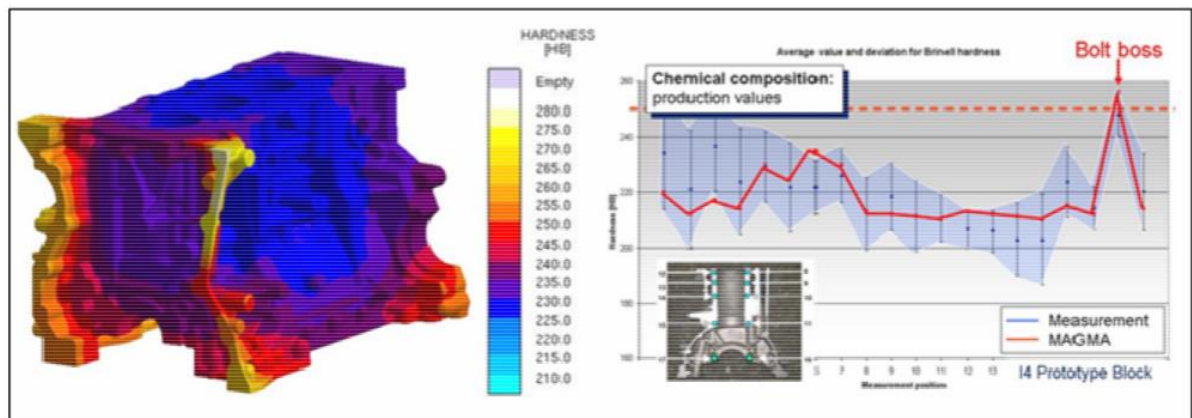 HARDNESS
[HB]
Empty
280.0
275.0
270.0
265.0
260.0
255.0
250.0
245.0
240.0
235.0
230.0
225.0
220.0
215.0
210.0
Average value and deviation for Brinell hardness
Bolt boss
Chemical composition:
production values
260
240
220
200
180
160
Hardness [HB]
6 7 8 9 10 11 12 13
Measurement position
Measurement
MAGMA
I4 Prototype Block